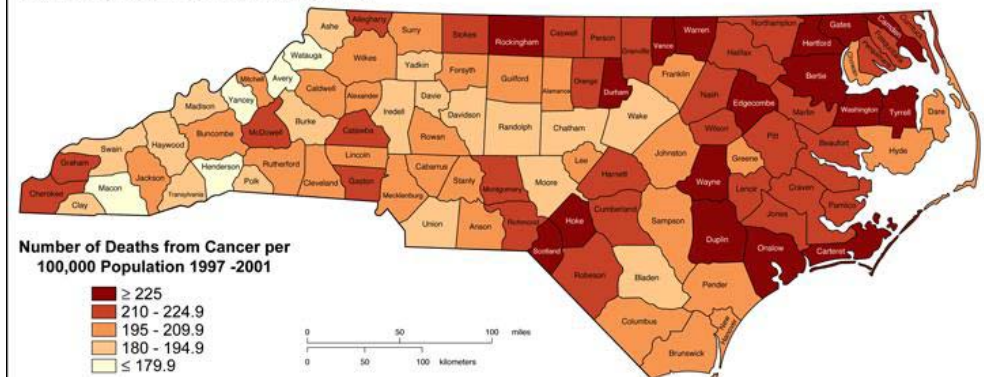 Ashe
Alleghany
Surry
Stokes
Rockingham
Caswell
Person
Granville
Vance
Warren
Northampton
Gates
Camden
Currituck
Watauga
Wilkes
Yadkin
Forsyth
Guilford
Alamance
Orange
Durham
Franklin
Halifax
Hertford
Pasquotank
Perquimans
Chowan
Bertie
Mitchell
Avery
Caldwell
Alexander
Iredell
Davie
Davidson
Randolph
Chatham
Wake
Nash
Edgecombe
Martin
Washington
Tyrrell
Dare
Yancey
Madison
Burke
Buncombe
McDowell
Catawba
Rowan
Wilson
Pitt
Beaufort
Hyde
Swain
Haywood
Graham
Henderson
Rutherford
Lincoln
Cabarrus
Lee
Johnston
Greene
Cherokee
Macon
Jackson
Transylvania
Polk
Cleveland
Gaston
Mecklenburg
Stanly
Montgomery
Moore
Harnett
Wayne
Lenoir
Craven
Pamlico
Clay
Union
Anson
Richmond
Hoke
Cumberland
Sampson
Duplin
Jones
Onslow
Carteret
Scotland
Robeson
Bladen
Pender
Columbus
New
Hanover
Brunswick
Number of Deaths from Cancer per
100,000 Population 1997 -2001
≥ 225
210 - 224.9
195 - 209.9
180 - 194.9
≤ 179.9
0 50 100 miles
0 50 100 kilometers